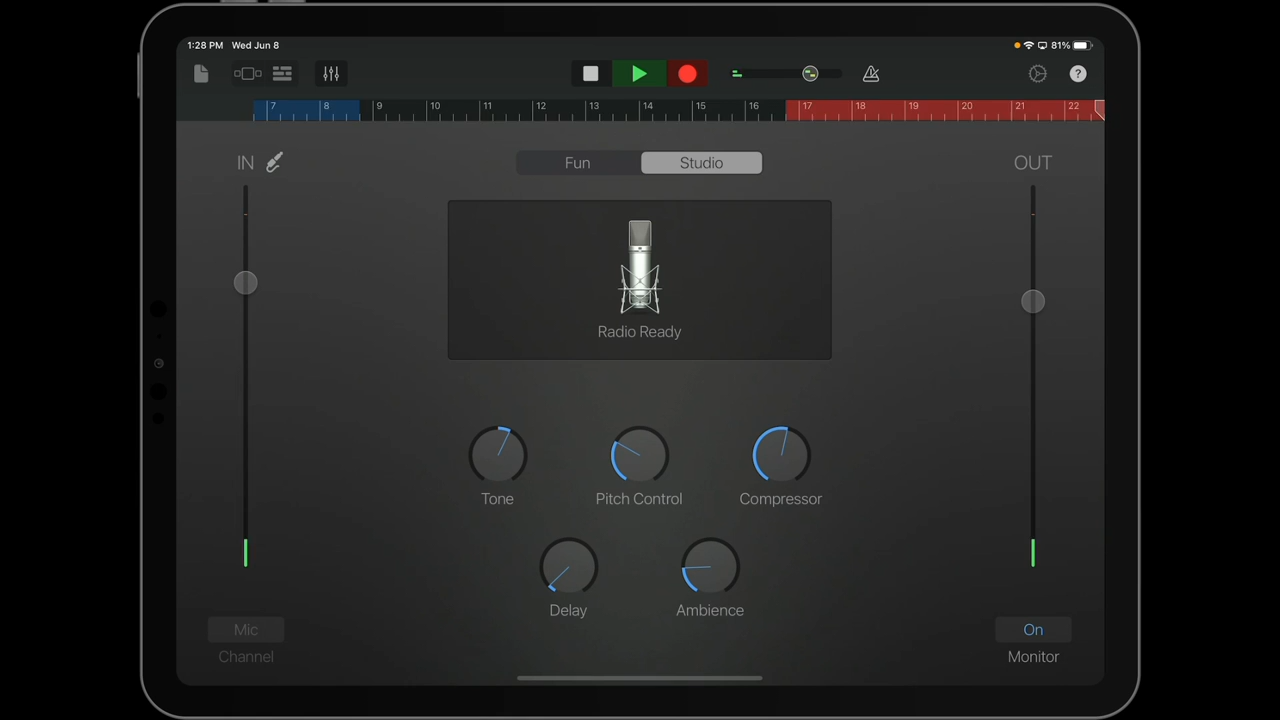 1:28 PM Wed Jun 8
81%
?
7 8 9 10 11 12 13 14 15 16 17 18 19 20 21 22
IN
Fun Studio
OUT
Radio Ready
Tone Pitch Control Compressor
Delay Ambience
Mic
Channel
On
Monitor